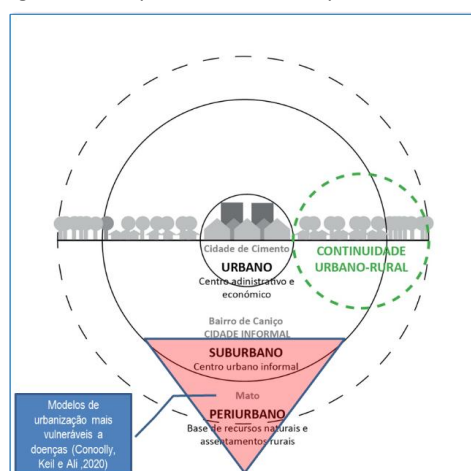 Cidade de Cimento
URBANO
Centro adinistrativo e
económico
CONTINUIDADE
URBANO-RURAL
Bairro de Caniço
CIDADE INFORMAL
SUBURBANO
Centro urbano informal
Mato
PERIURBANO
Base de recursos naturais e
assentamentos rurais
Modelos de
urbanização mais
vulneráveis a
doenças (Conoolly,
Keil e Ali ,2020)